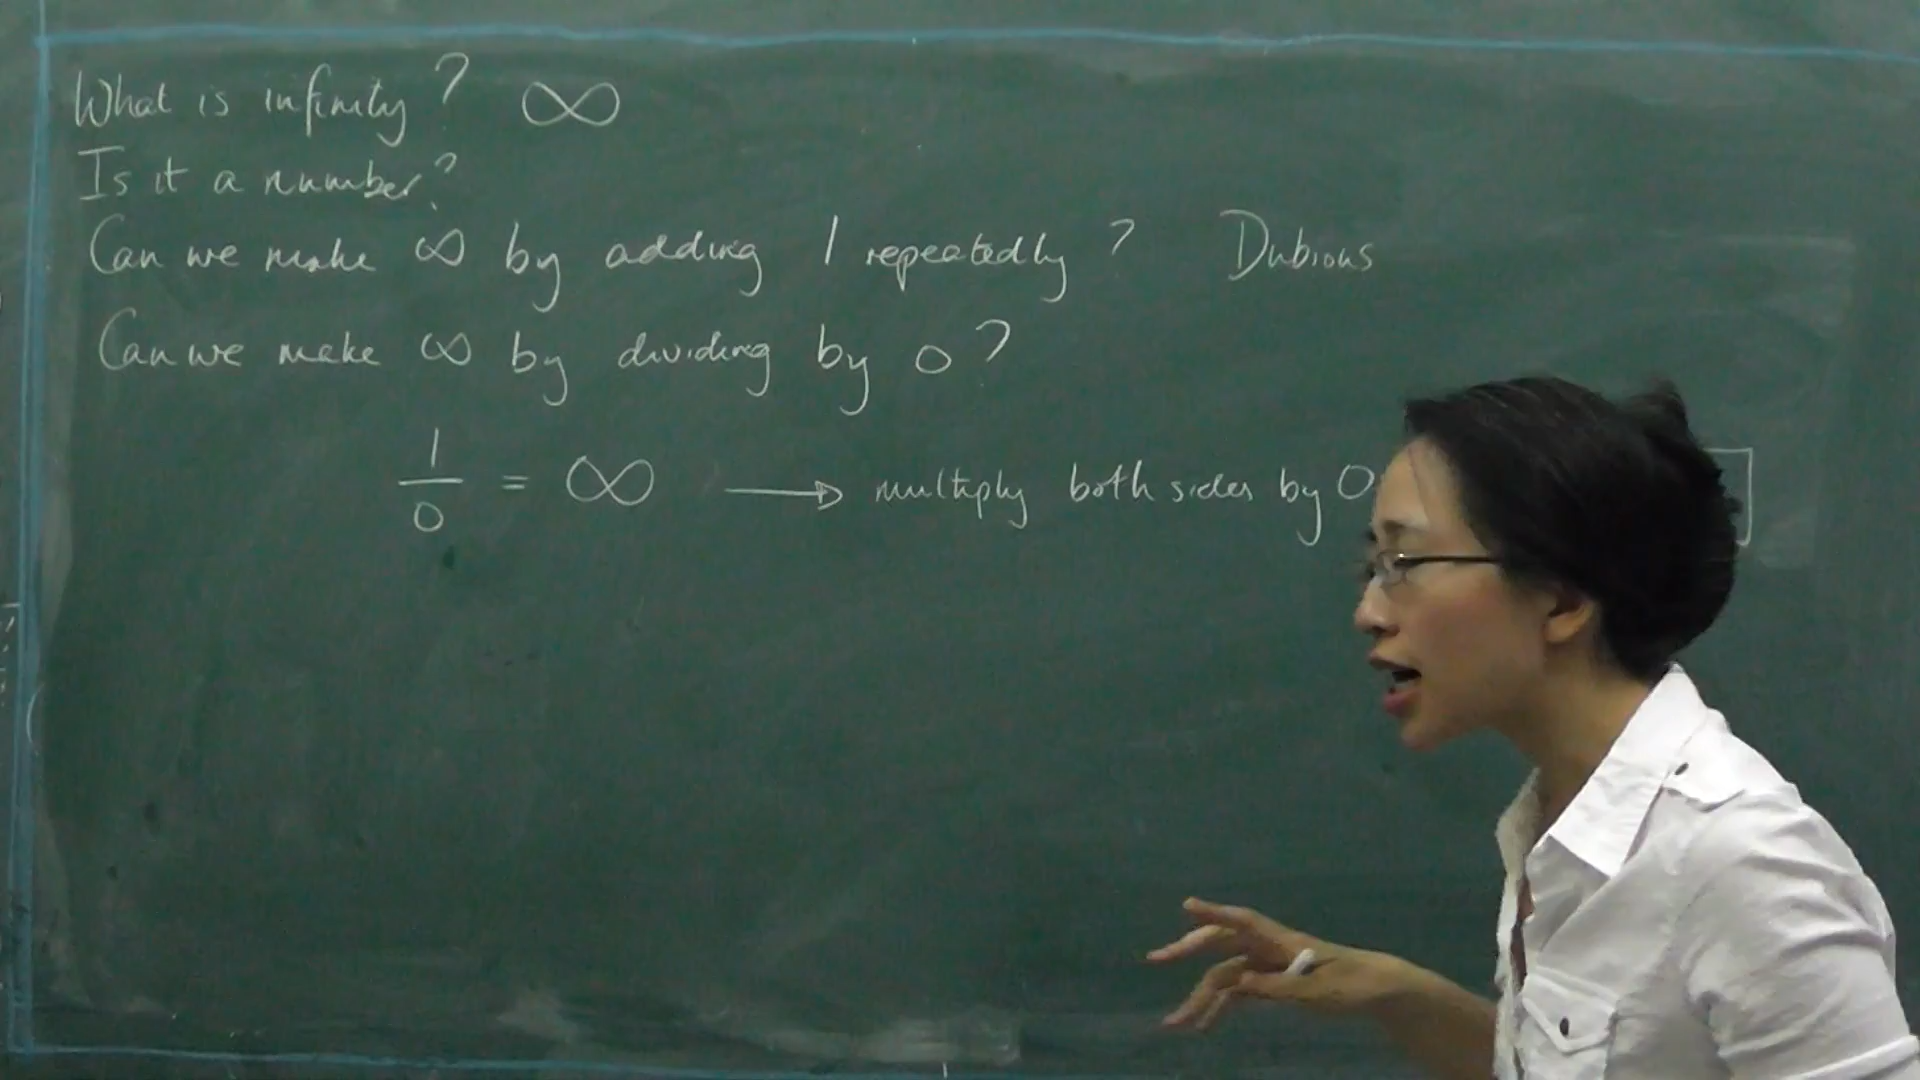 What is infinity? ∞
Is it a number?
Can we make ∞ by adding 1 repeatedly? Dubious
Can we make ∞ by dividing by 0?
1/0 = ∞ → multiply both sides by 0